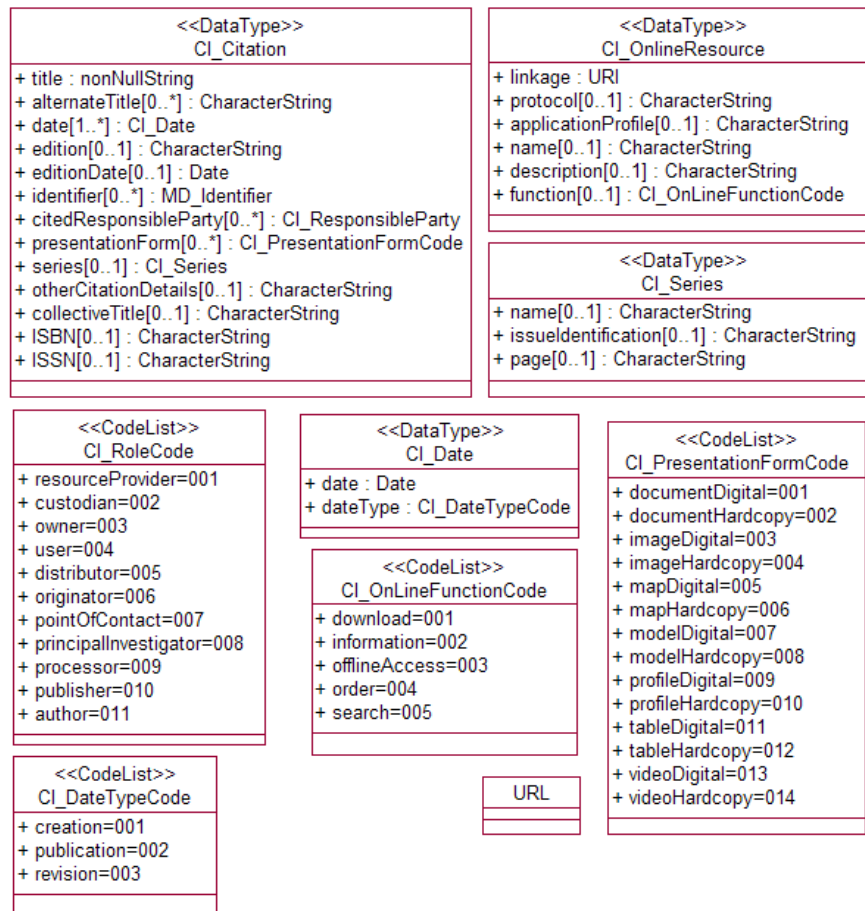 <<DataType>>
CI_Citation
+ title : nonNullString
+ alternateTitle[0..*] : CharacterString
+ date[1..*] : CI_Date
+ edition[0..1] : CharacterString
+ editionDate[0..1] : Date
+ identifier[0..*] : MD_Identifier
+ citedResponsibleParty[0..*] : CI_ResponsibleParty
+ presentationForm[0..*] : CI_PresentationFormCode
+ series[0..1] : CI_Series
+ otherCitationDetails[0..1] : CharacterString
+ collectiveTitle[0..1] : CharacterString
+ ISBN[0..1] : CharacterString
+ ISSN[0..1] : CharacterString
<<DataType>>
CI_OnlineResource
+ linkage : URI
+ protocol[0..1] : CharacterString
+ applicationProfile[0..1] : CharacterString
+ name[0..1] : CharacterString
+ description[0..1] : CharacterString
+ function[0..1] : CI_OnLineFunctionCode
<<DataType>>
CI_Series
+ name[0..1] : CharacterString
+ issueIdentification[0..1] : CharacterString
+ page[0..1] : CharacterString
<<CodeList>>
CI_RoleCode
+ resourceProvider=001
+ custodian=002
+ owner=003
+ user=004
+ distributor=005
+ originator=006
+ pointOfContact=007
+ principalInvestigator=008
+ processor=009
+ publisher=010
+ author=011
<<DataType>>
CI_Date
+ date : Date
+ dateType : CI_DateTypeCode
<<CodeList>>
CI_OnLineFunctionCode
+ download=001
+ information=002
+ offlineAccess=003
+ order=004
+ search=005
<<CodeList>>
CI_PresentationFormCode
+ documentDigital=001
+ documentHardcopy=002
+ imageDigital=003
+ imageHardcopy=004
+ mapDigital=005
+ mapHardcopy=006
+ modelDigital=007
+ modelHardcopy=008
+ profileDigital=009
+ profileHardcopy=010
+ tableDigital=011
+ tableHardcopy=012
+ videoDigital=013
+ videoHardcopy=014
<<CodeList>>
CI_DateTypeCode
+ creation=001
+ publication=002
+ revision=003
URL